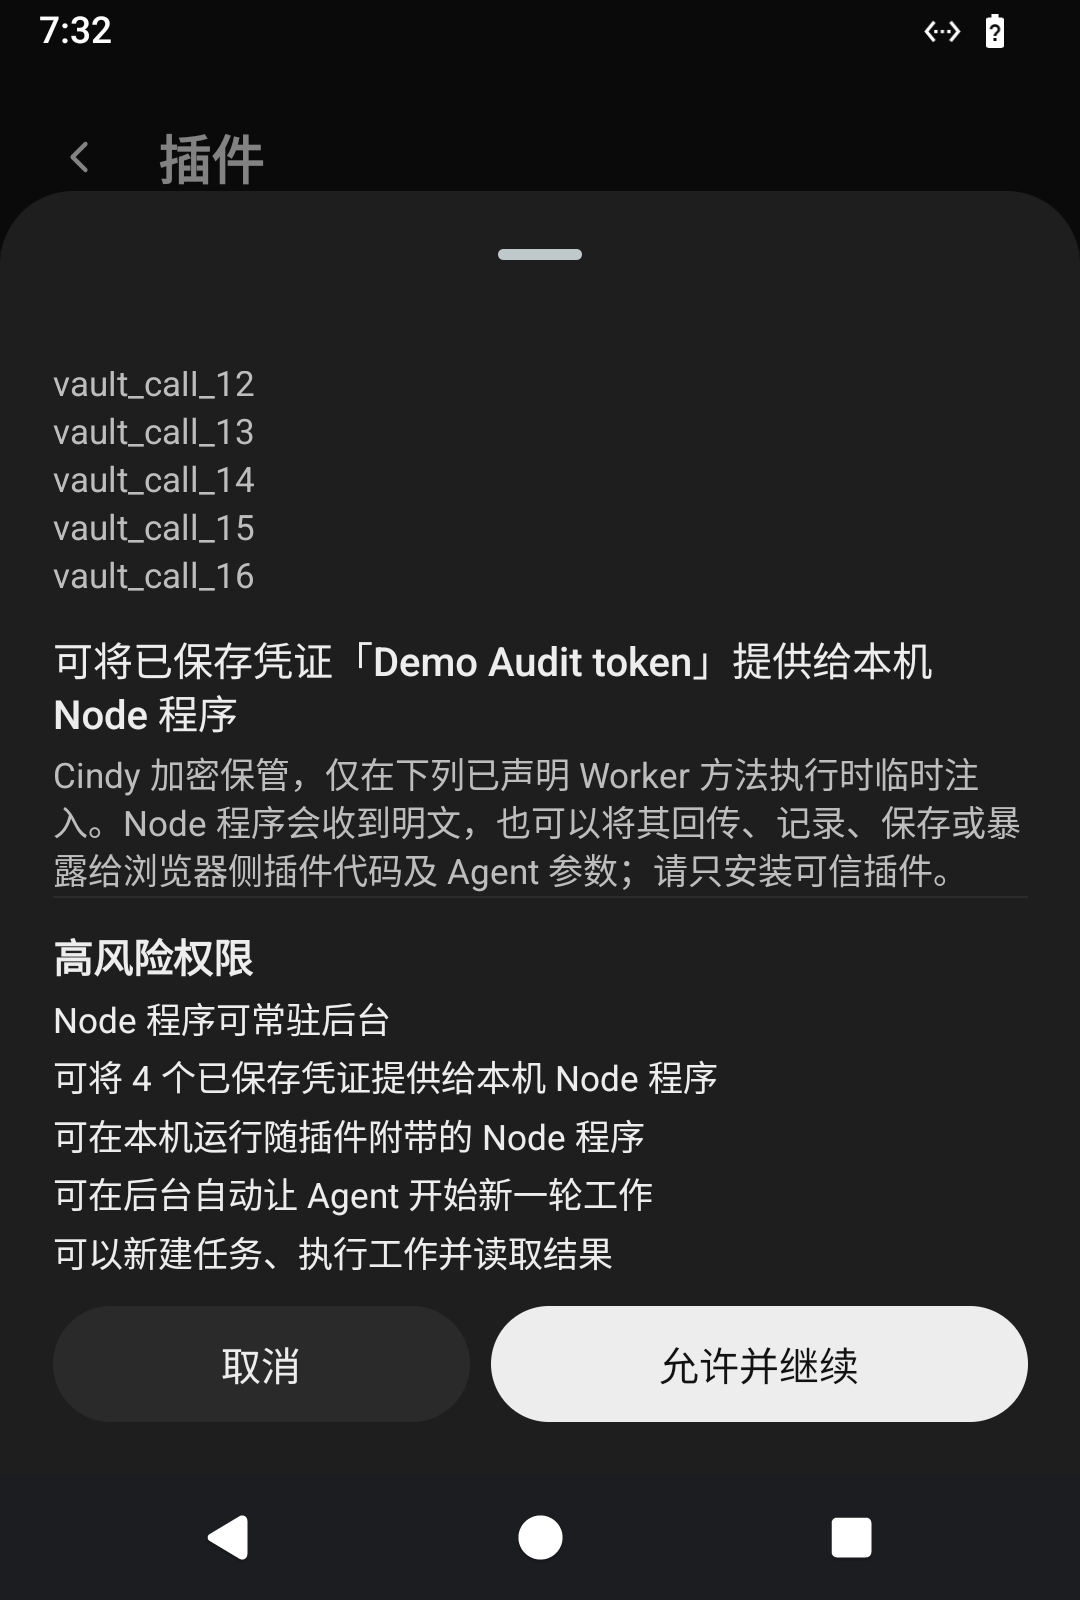 7:32
插件
vault_call_12
vault_call_13
vault_call_14
vault_call_15
vault_call_16
可将已保存凭证「Demo Audit token」提供给本机
Node 程序
Cindy 加密保管，仅在下列已声明 Worker 方法执行时临时注
入。Node 程序会收到明文，也可以将其回传、记录、保存或暴
露给浏览器侧插件代码及 Agent 参数；请只安装可信插件。
高风险权限
Node 程序可常驻后台
可将 4 个已保存凭证提供给本机 Node 程序
可在本机运行随插件附带的 Node 程序
可在后台自动让 Agent 开始新一轮工作
可以新建任务、执行工作并读取结果
取消
允许并继续